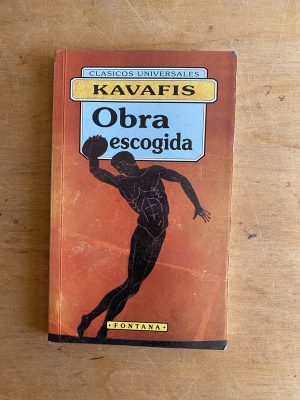 CLASICOS UNIVERSALES
KAVAFIS
Obra
escogida
• FONTANA •